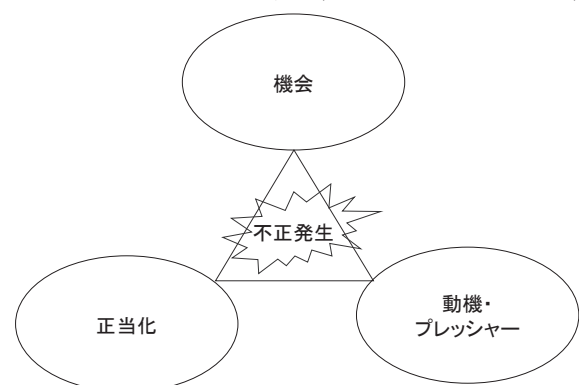 機会
不正発生
正当化
動機・
プレッシャー